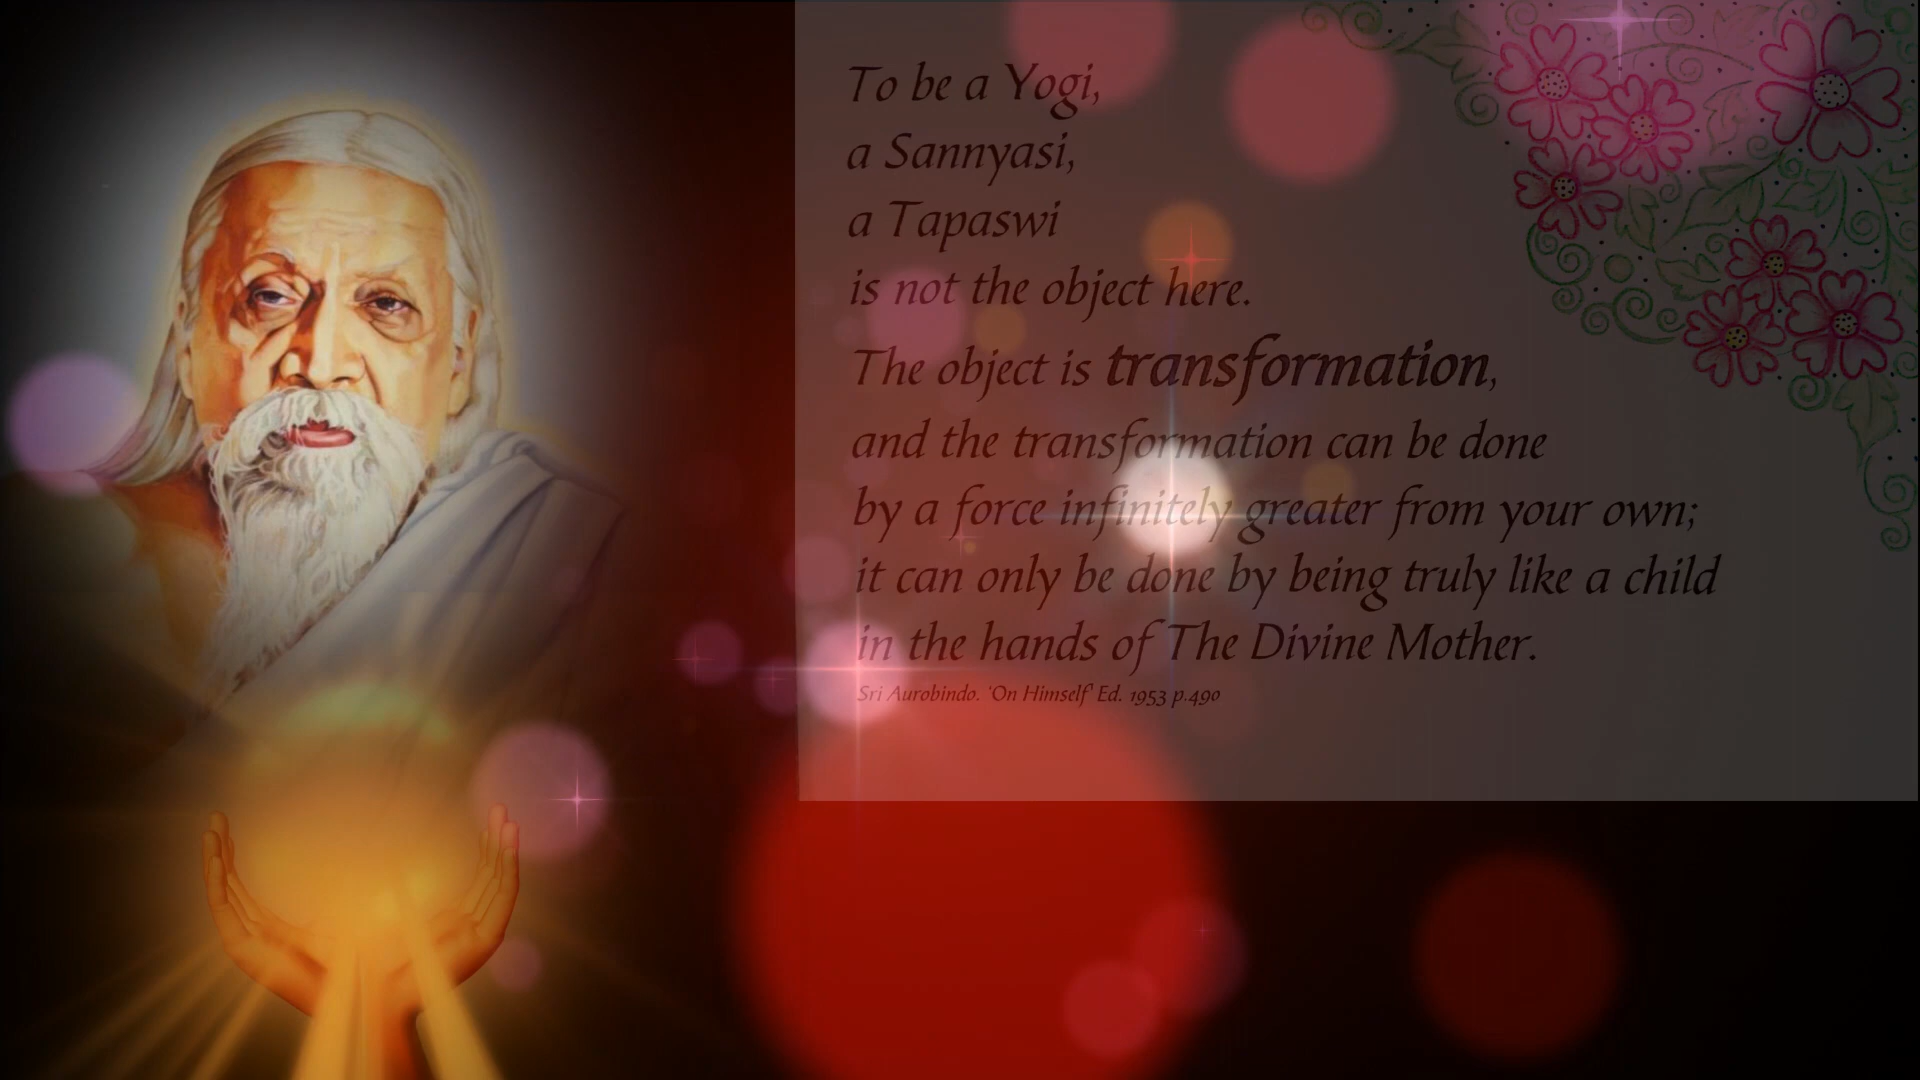 To be a Yogi,
a Sannyasi,
a Tapaswi
is not the object here.
The object is transformation,
and the transformation can be done
by a force infinitely greater from your own;
it can only be done by being truly like a child
in the hands of The Divine Mother.
Sri Aurobindo. 'On Himself' Ed. 1953 p.490